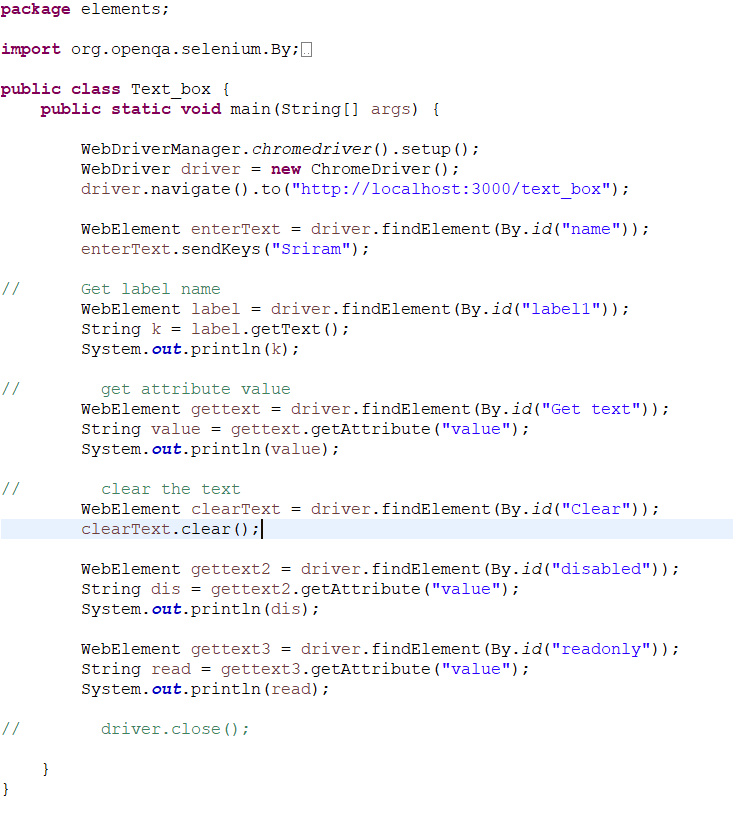 package elements;
import org.openqa.selenium.By;
public class Text_box {
public static void main(String[] args) {
WebDriverManager.chromedriver().setup();
WebDriver driver = new ChromeDriver();
driver.navigate().to("http://localhost:3000/text_box");
WebElement enterText = driver.findElement(By.id("name"));
enterText.sendKeys("Sriram");
// Get label name
WebElement label = driver.findElement(By.id("label1"));
String k = label.getText();
System.out.println(k);
// get attribute value
WebElement gettext = driver.findElement(By.id("Get text"));
String value = gettext.getAttribute("value");
System.out.println(value);
// clear the text
WebElement clearText = driver.findElement(By.id("Clear"));
clearText.clear();
WebElement gettext2 = driver.findElement(By.id("disabled"));
String dis = gettext2.getAttribute("value");
System.out.println(dis);
WebElement gettext3 = driver.findElement(By.id("readonly"));
String read = gettext3.getAttribute("value");
System.out.println(read);
// driver.close();
}
}